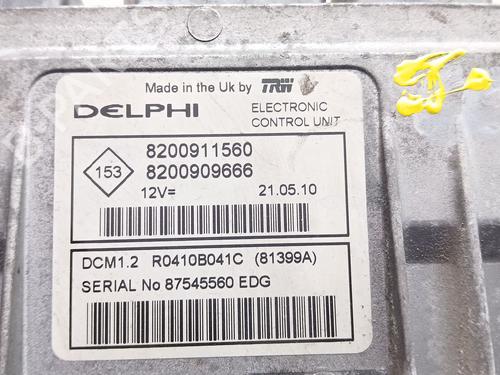 Made in the Uk by TRW
DELPHI
ELECTRONIC
CONTROL UNIT
153
8200911560
8200909666
12V= 21.05.10
DCM1.2 R0410B041C (81399A)
SERIAL No 87545560 EDG